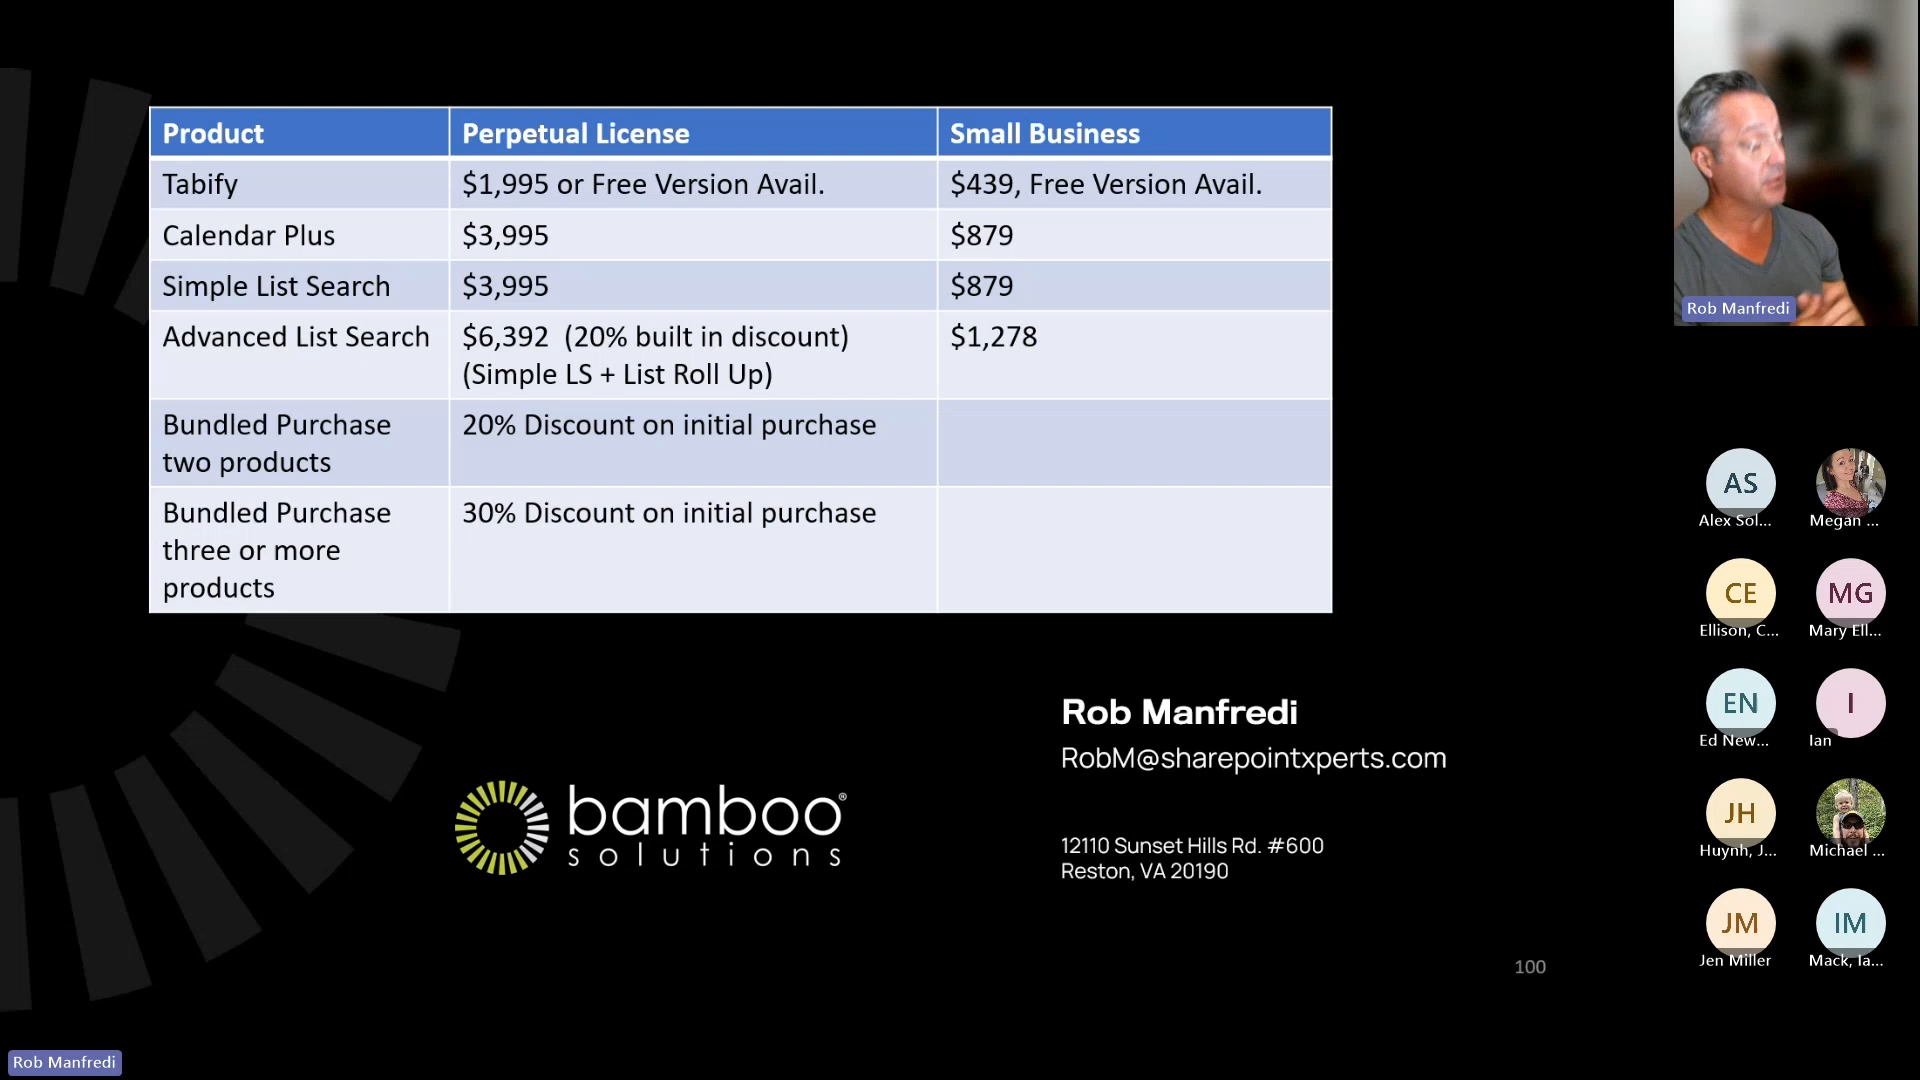 Product Perpetual License Small Business
Tabify $1,995 or Free Version Avail. $439, Free Version Avail.
Calendar Plus $3,995 $879
Simple List Search $3,995 $879
Advanced List Search $6,392 (20% built in discount) $1,278
(Simple LS + List Roll Up)
Bundled Purchase 20% Discount on initial purchase
two products
Bundled Purchase 30% Discount on initial purchase
three or more
products
bamboo®
solutions
Rob Manfredi
RobM@sharepointxperts.com
12110 Sunset Hills Rd. #600
Reston, VA 20190
100
Rob Manfredi
Rob Manfredi
AS
Alex Sol...
Megan ...
CE MG
Ellison, C... Mary Ell...
EN I
Ed New... Ian
JH
Huynh, J... Michael ...
JM IM
Jen Miller Mack, Ia...